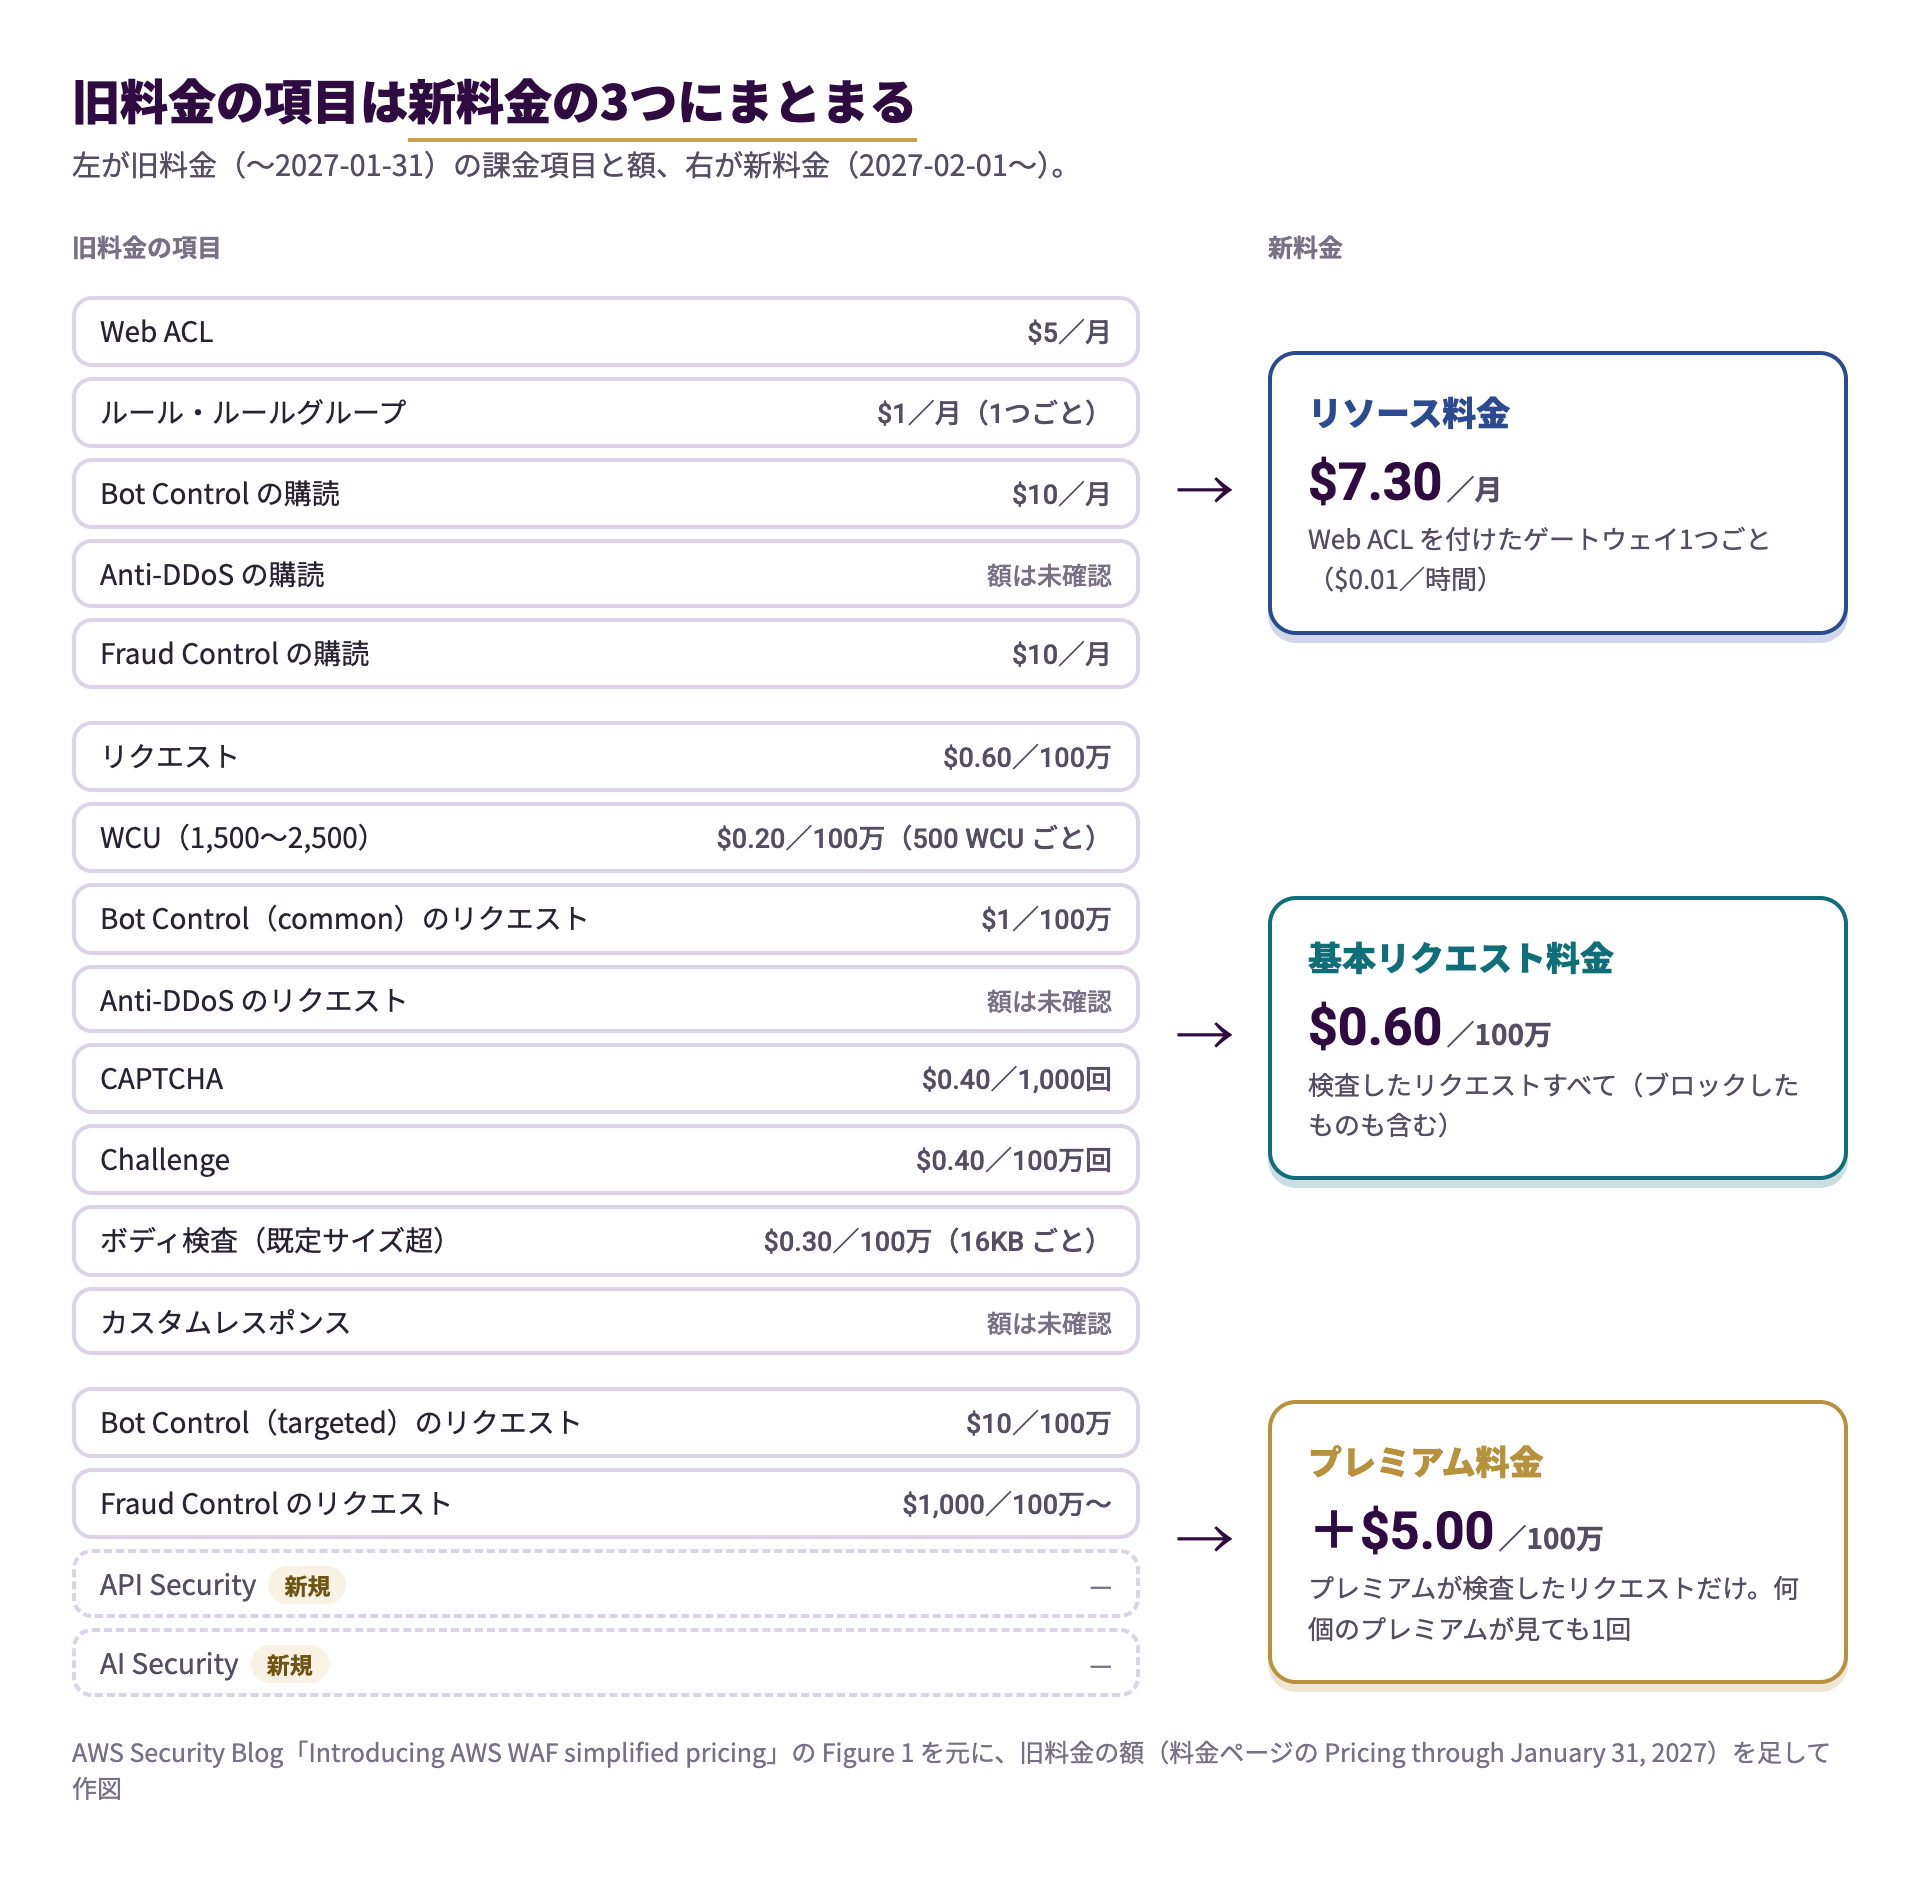 旧料金の項目は新料金の3つにまとまる
左が旧料金（〜2027-01-31）の課金項目と額、右が新料金（2027-02-01〜）。
旧料金の項目
新料金
Web ACL $5／月
ルール・ルールグループ $1／月（1つごと）
Bot Control の購読 $10／月
Anti-DDoS の購読 額は未確認
Fraud Control の購読 $10／月
→
リソース料金
$7.30／月
Web ACL を付けたゲートウェイ1つごと
（$0.01／時間）
リクエスト $0.60／100万
WCU（1,500〜2,500） $0.20／100万（500 WCU ごと）
Bot Control（common）のリクエスト $1／100万
Anti-DDoS のリクエスト 額は未確認
CAPTCHA $0.40／1,000回
Challenge $0.40／100万回
ボディ検査（既定サイズ超） $0.30／100万（16KB ごと）
カスタムレスポンス 額は未確認
→
基本リクエスト料金
$0.60／100万
検査したリクエストすべて（ブロックした
ものも含む）
Bot Control（targeted）のリクエスト $10／100万
Fraud Control のリクエスト $1,000／100万〜
API Security 新規 —
AI Security 新規 —
→
プレミアム料金
＋$5.00／100万
プレミアムが検査したリクエストだけ。何
個のプレミアムが見ても1回
AWS Security Blog「Introducing AWS WAF simplified pricing」の Figure 1 を元に、旧料金の額（料金ページの Pricing through January 31, 2027）を足して
作図